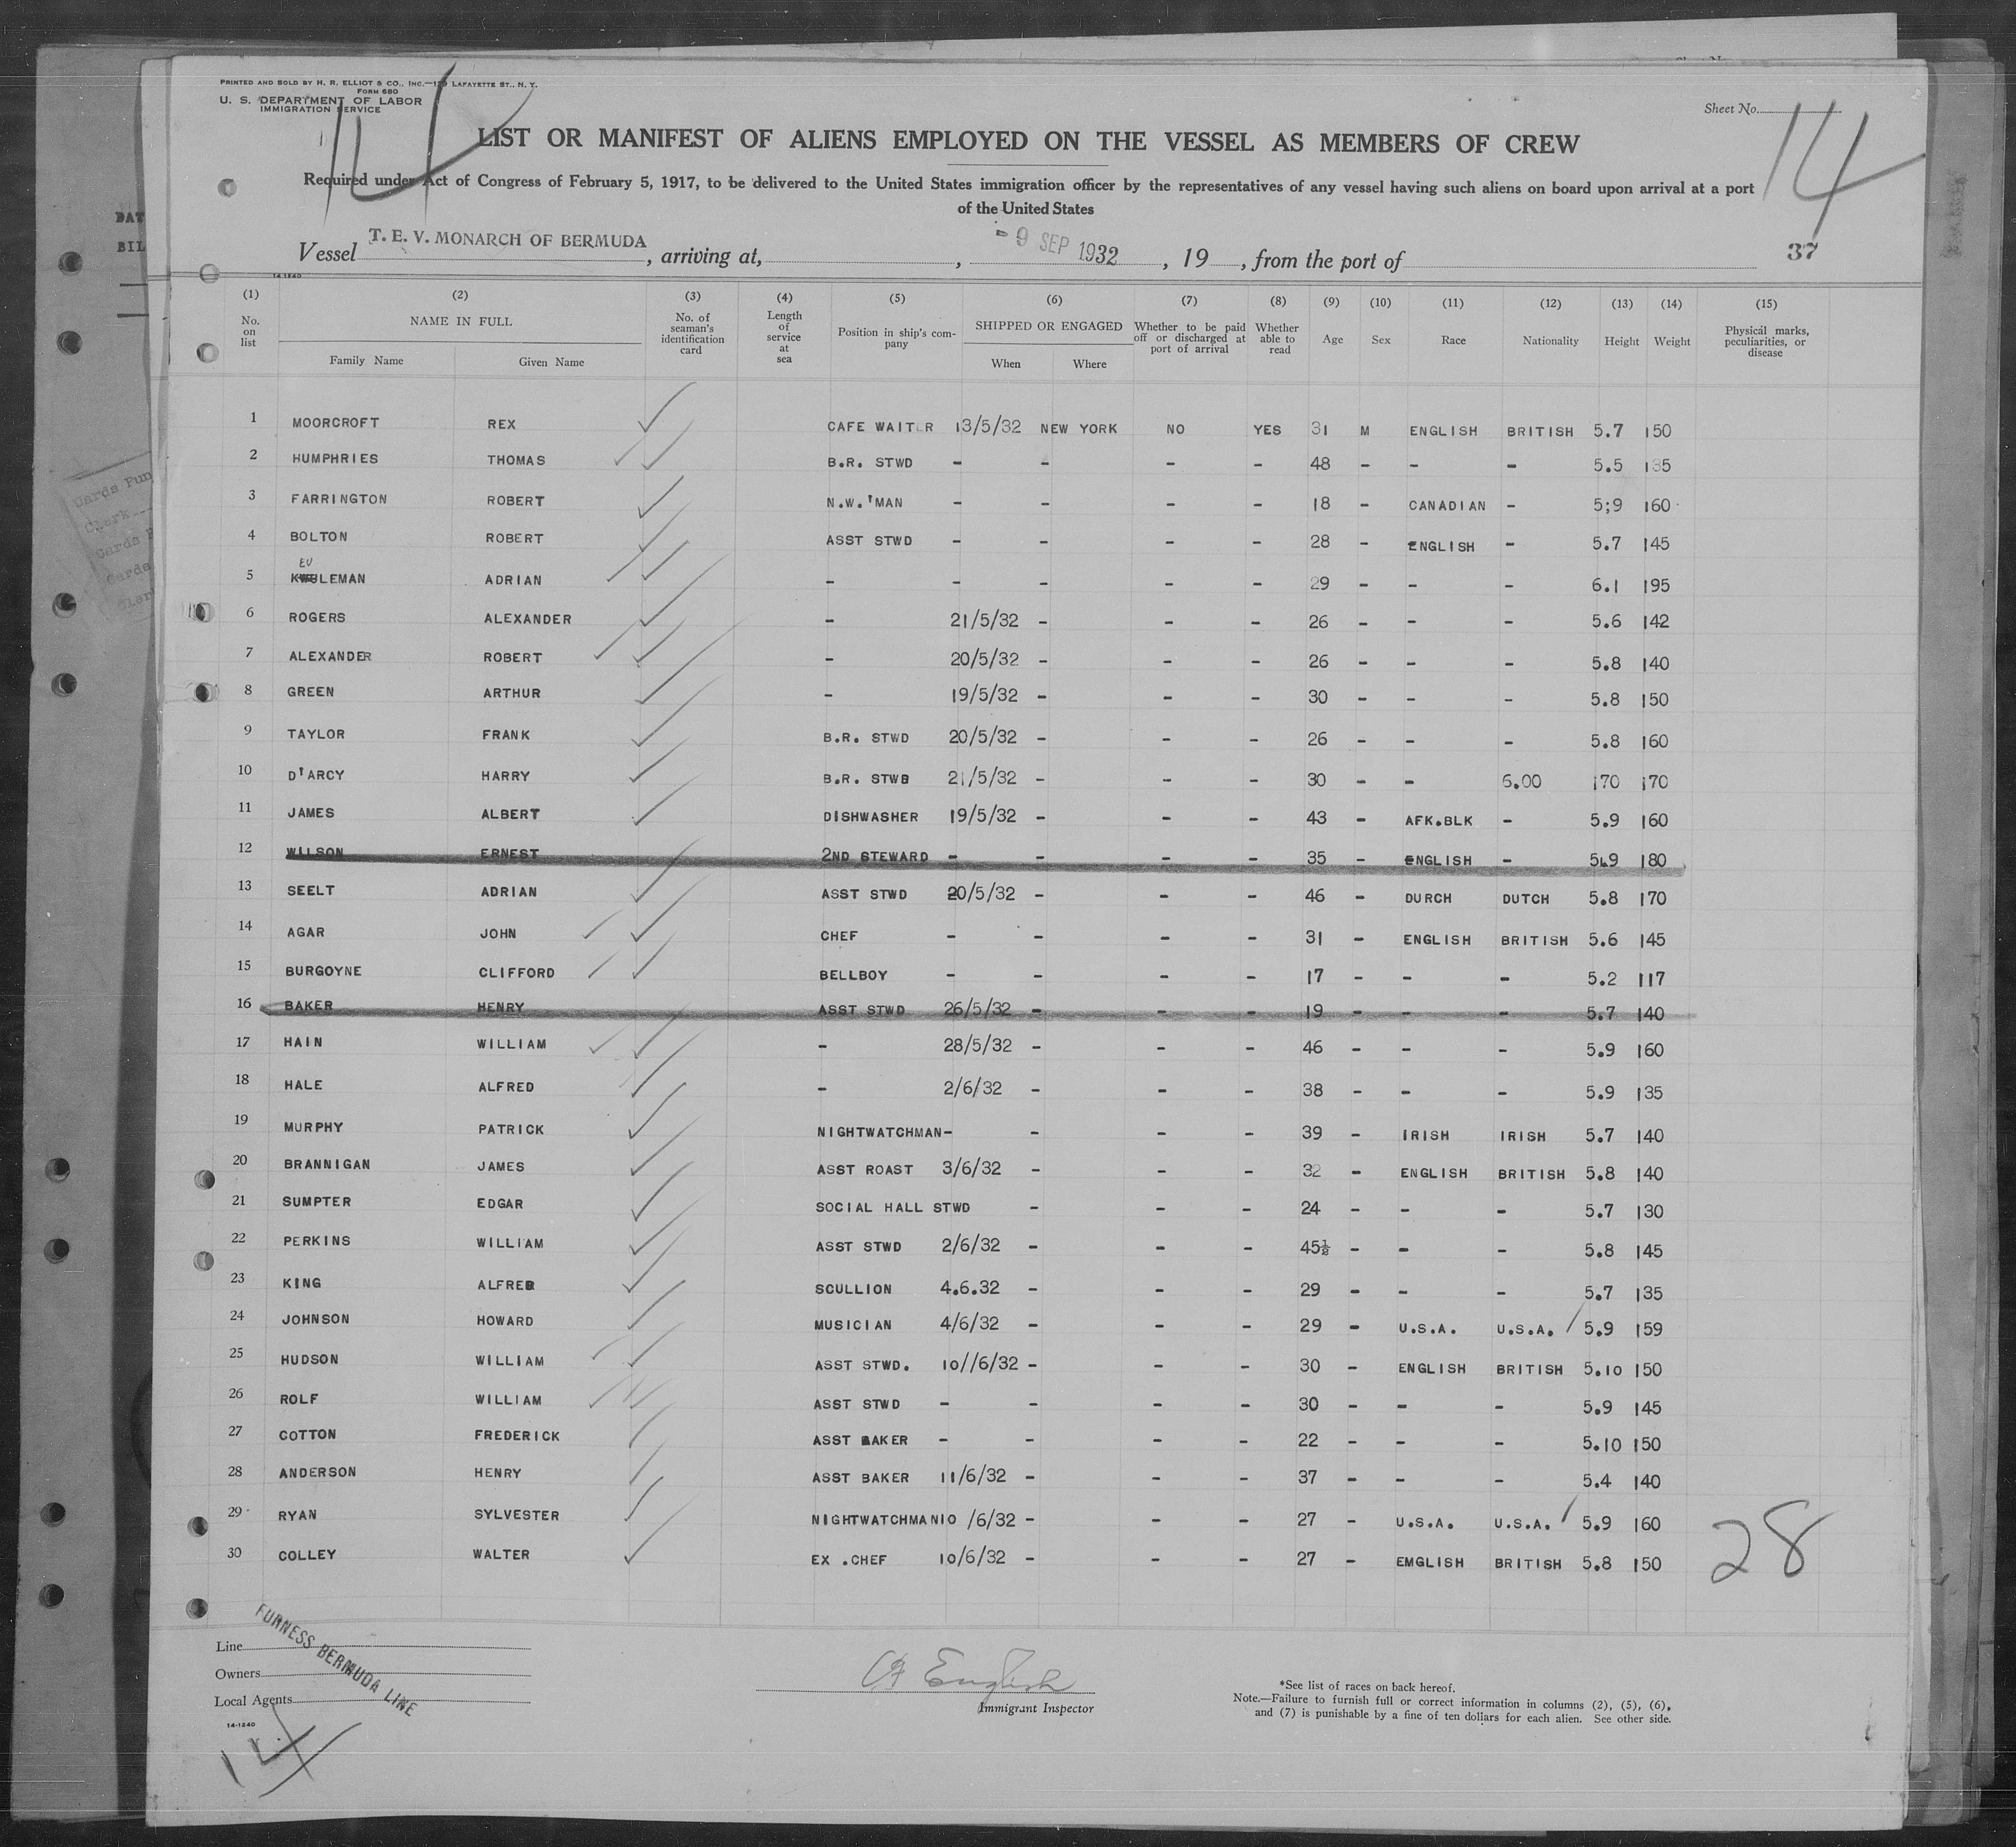 PRINTED AND SOLD BY H. R. ELLIOT & CO., INC.—120 LAFAYETTE ST., N. Y.
FORM 680
U. S. DEPARTMENT OF LABOR
IMMIGRATION SERVICE
Sheet No. 14
14
LIST OR MANIFEST OF ALIENS EMPLOYED ON THE VESSEL AS MEMBERS OF CREW
Required under Act of Congress of February 5, 1917, to be delivered to the United States immigration officer by the representatives of any vessel having such aliens on board upon arrival at a port
of the United States
Vessel T. E. V. MONARCH OF BERMUDA, arriving at, , - 9 SEP 1932, 19 , from the port of
37
14-1240
(1) (2) (3) (4) (5) (6) (7) (8) (9) (10) (11) (12) (13) (14) (15)
No. on list NAME IN FULL Family Name Given Name No. of seaman's identification card Length of service at sea Position in ship's company SHIPPED OR ENGAGED When Where Whether to be paid off or discharged at port of arrival Whether able to read Age Sex Race Nationality Height Weight Physical marks, peculiarities, or disease
1 MOORCROFT REX CAFE WAITER 13/5/32 NEW YORK NO YES 31 M ENGLISH BRITISH 5.7 150
2 HUMPHRIES THOMAS B.R. STWD - - - - 48 - - - 5.5 135
3 FARRINGTON ROBERT N.W.'MAN - - - - 18 - CANADIAN - 5;9 160
4 BOLTON ROBERT ASST STWD - - - - 28 - ENGLISH - 5.7 145
EU
5 KWULEMAN ADRIAN - - - - - 29 - - - 6.1 195
6 ROGERS ALEXANDER - 21/5/32 - - - 26 - - - 5.6 142
7 ALEXANDER ROBERT - 20/5/32 - - - 26 - - - 5.8 140
8 GREEN ARTHUR - 19/5/32 - - - 30 - - - 5.8 150
9 TAYLOR FRANK B.R. STWD 20/5/32 - - - 26 - - - 5.8 160
10 D'ARCY HARRY B.R. STWB 21/5/32 - - - 30 - - 6.00 170 170
11 JAMES ALBERT DISHWASHER 19/5/32 - - - 43 - AFK.BLK - 5.9 160
12 WILSON ERNEST 2ND STEWARD - - - - 35 - ENGLISH - 5.9 180
13 SEELT ADRIAN ASST STWD 20/5/32 - - - 46 - DURCH DUTCH 5.8 170
14 AGAR JOHN CHEF - - - - 31 - ENGLISH BRITISH 5.6 145
15 BURGOYNE CLIFFORD BELLBOY - - - - 17 - - - 5.2 117
16 BAKER HENRY ASST STWD 26/5/32 - - - 19 - - - 5.7 140
17 HAIN WILLIAM - 28/5/32 - - - 46 - - - 5.9 160
18 HALE ALFRED - 2/6/32 - - - 38 - - - 5.9 135
19 MURPHY PATRICK NIGHTWATCHMAN- - - - 39 - IRISH IRISH 5.7 140
20 BRANNIGAN JAMES ASST ROAST 3/6/32 - - - 32 - ENGLISH BRITISH 5.8 140
21 SUMPTER EDGAR SOCIAL HALL STWD - - - 24 - - - 5.7 130
22 PERKINS WILLIAM ASST STWD 2/6/32 - - - 45½ - - - 5.8 145
23 KING ALFRED SCULLION 4.6.32 - - - 29 - - - 5.7 135
24 JOHNSON HOWARD MUSICIAN 4/6/32 - - - 29 - U.S.A. U.S.A. 5.9 159
25 HUDSON WILLIAM ASST STWD. 10//6/32 - - - 30 - ENGLISH BRITISH 5.10 150
26 ROLF WILLIAM ASST STWD - - - - 30 - - - 5.9 145
27 COTTON FREDERICK ASST BAKER - - - - 22 - - - 5.10 150
28 ANDERSON HENRY ASST BAKER 11/6/32 - - - 37 - - - 5.4 140
29 RYAN SYLVESTER NIGHTWATCHMAN10 /6/32 - - - 27 - U.S.A. U.S.A. 5.9 160
30 COLLEY WALTER EX .CHEF 10/6/32 - - - 27 - EMGLISH BRITISH 5.8 150
28
Line
Owners
Local Agents
FURNESS BERMUDA LINE
14-1240
14
English
Immigrant Inspector
*See list of races on back hereof.
Note.—Failure to furnish full or correct information in columns (2), (5), (6),
and (7) is punishable by a fine of ten dollars for each alien. See other side.